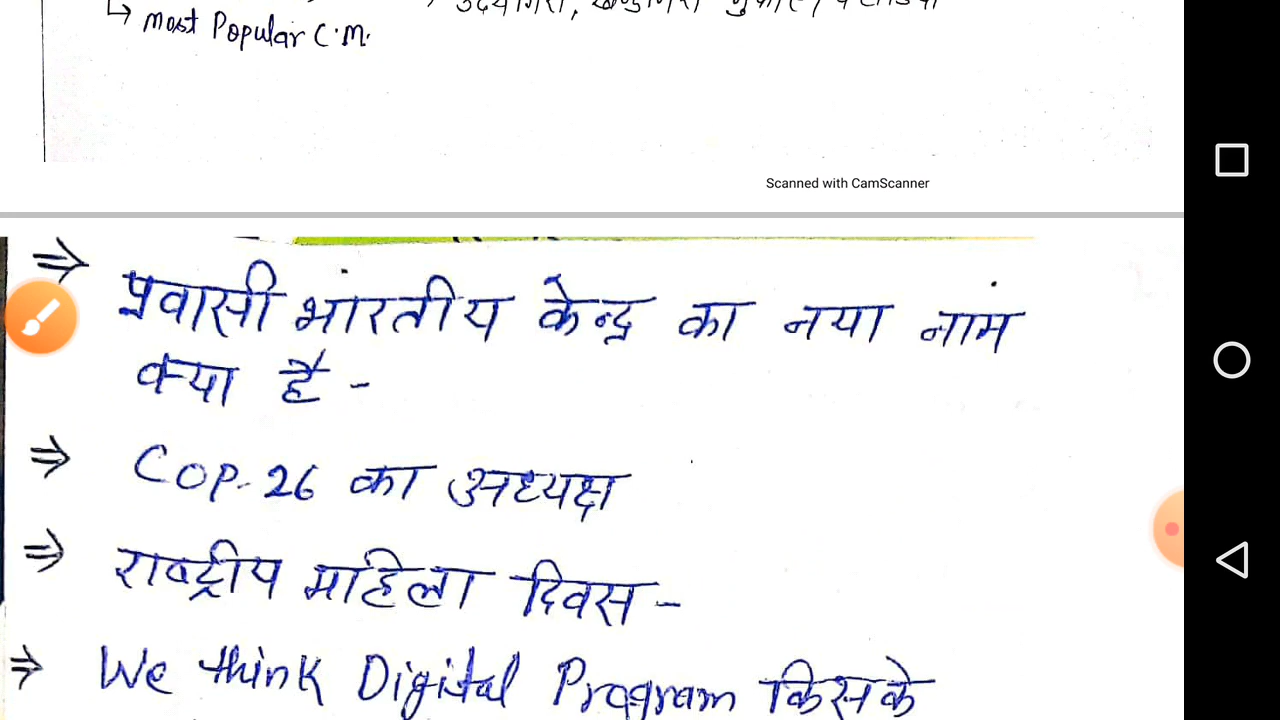 ↳ most Popular C.M.
Scanned with CamScanner
⇒ प्रवासी भारतीय केन्द्र का नया नाम
क्या है -
⇒ COP-26 का अध्यक्ष
⇒ राष्ट्रीय महिला दिवस -
⇒ We think Digital Program किसके